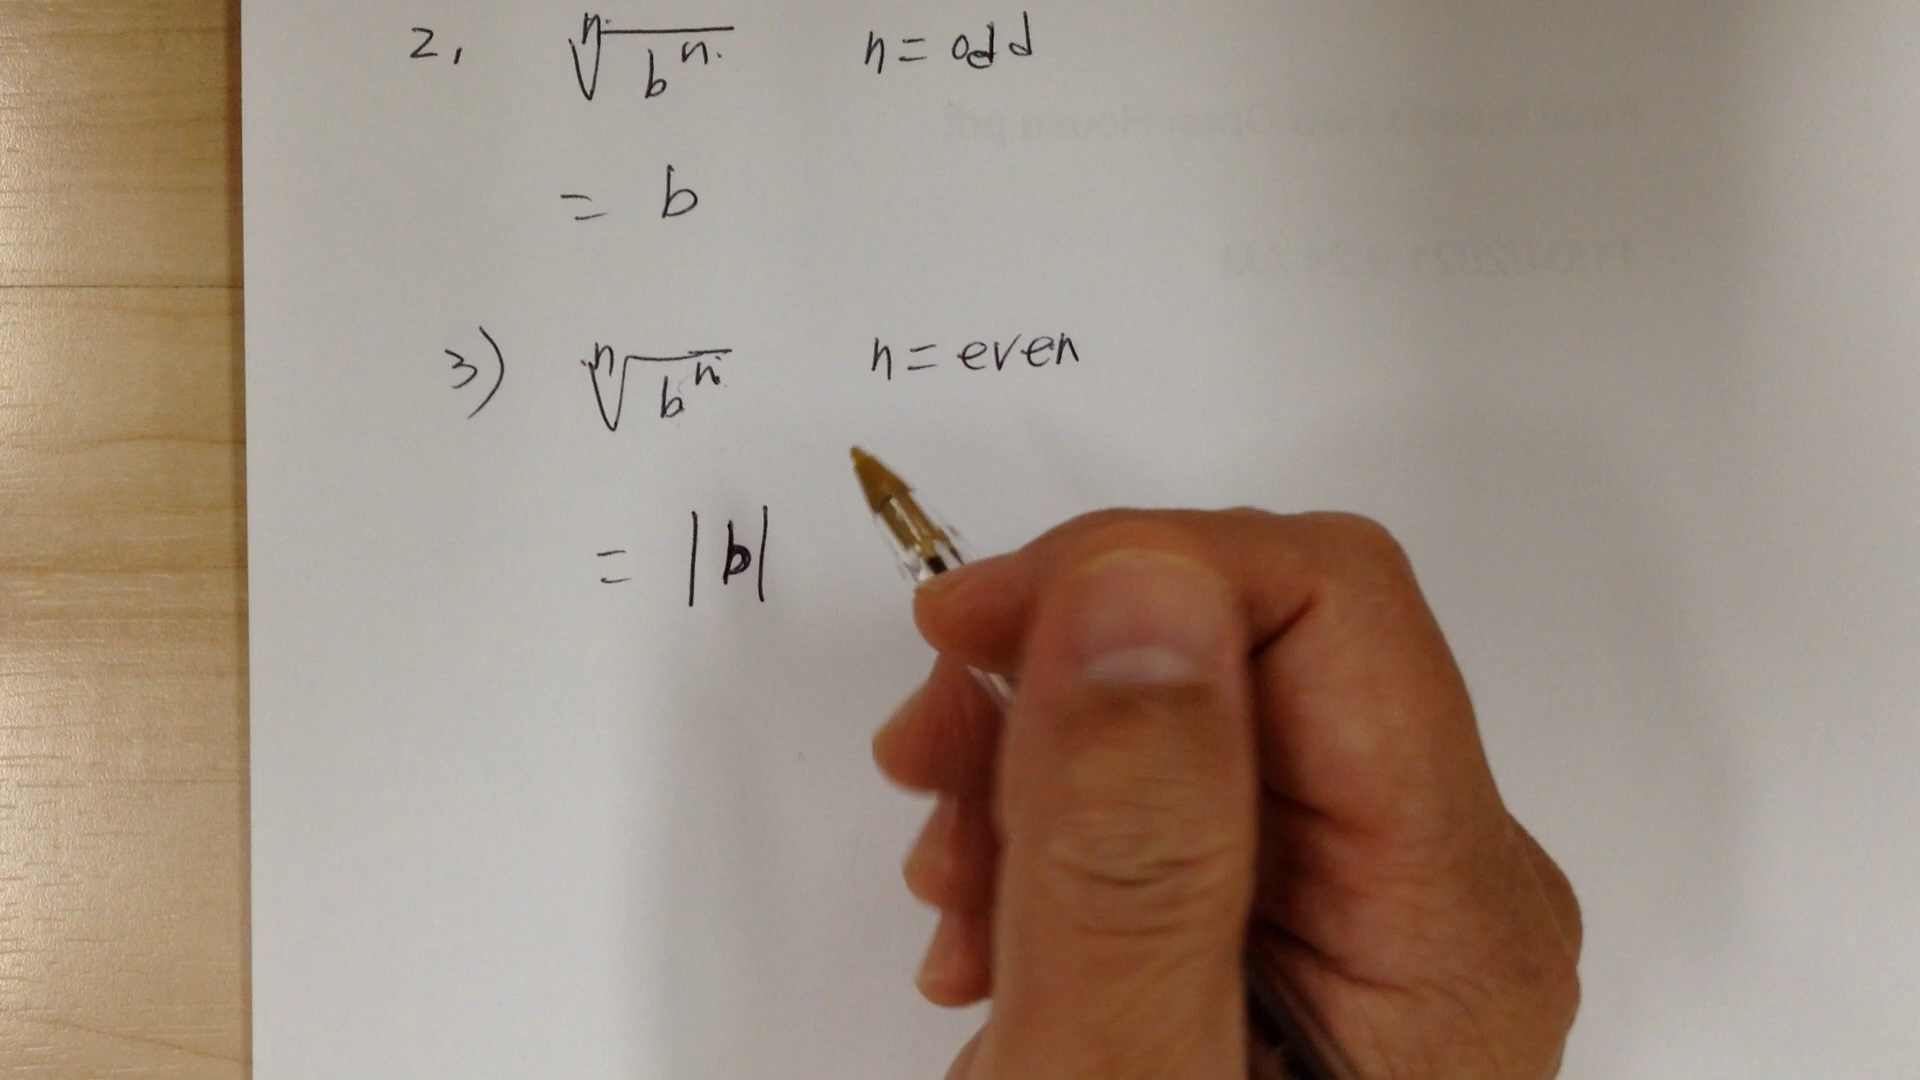 2, ⁿ√bⁿ n = odd
= b
3) ⁿ√bⁿ n = even
= |b|